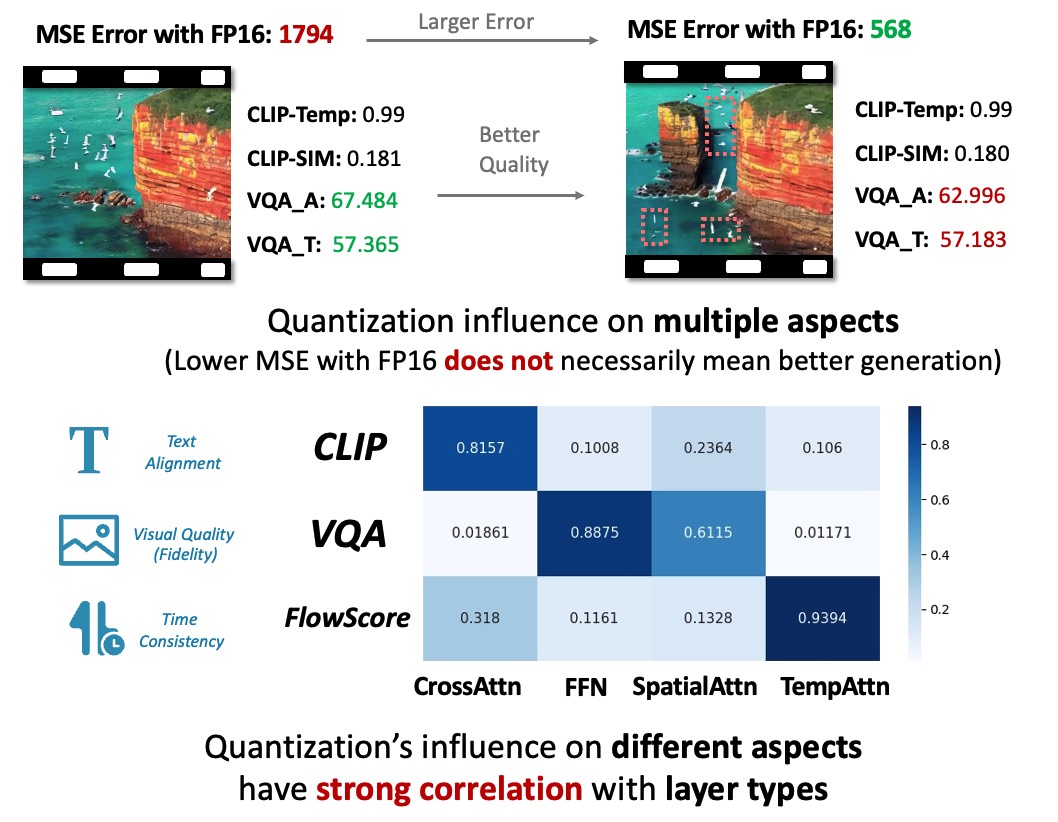 MSE Error with FP16: 1794
Larger Error
MSE Error with FP16: 568
CLIP-Temp: 0.99
CLIP-SIM: 0.181
VQA_A: 67.484
VQA_T: 57.365
Better
Quality
CLIP-Temp: 0.99
CLIP-SIM: 0.180
VQA_A: 62.996
VQA_T: 57.183
Quantization influence on multiple aspects
(Lower MSE with FP16 does not necessarily mean better generation)
T
Text
Alignment
CLIP
0.8157 0.1008 0.2364 0.106
Visual Quality
(Fidelity)
VQA
0.01861 0.8875 0.6115 0.01171
Time
Consistency
FlowScore
0.318 0.1161 0.1328 0.9394
0.8
0.6
0.4
0.2
CrossAttn FFN SpatialAttn TempAttn
Quantization's influence on different aspects
have strong correlation with layer types